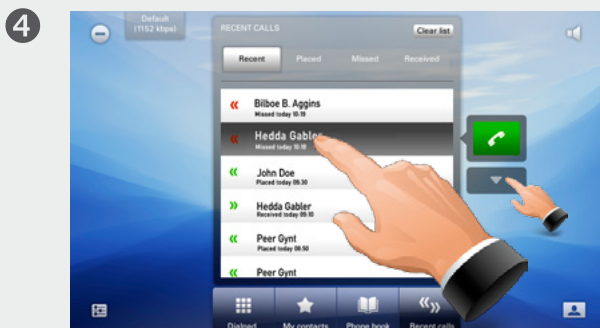 4
Default
(1152 kbps)
RECENT CALLS
Clear list
Recent Placed Missed Received
Bilboe B. Aggins
Missed today 10:19
Hedda Gabler
Missed today 10:18
John Doe
Placed today 09:30
Hedda Gabler
Received today 09:10
Peer Gynt
Placed today 08:50
Peer Gynt
Dialpad My contacts Phone book Recent calls